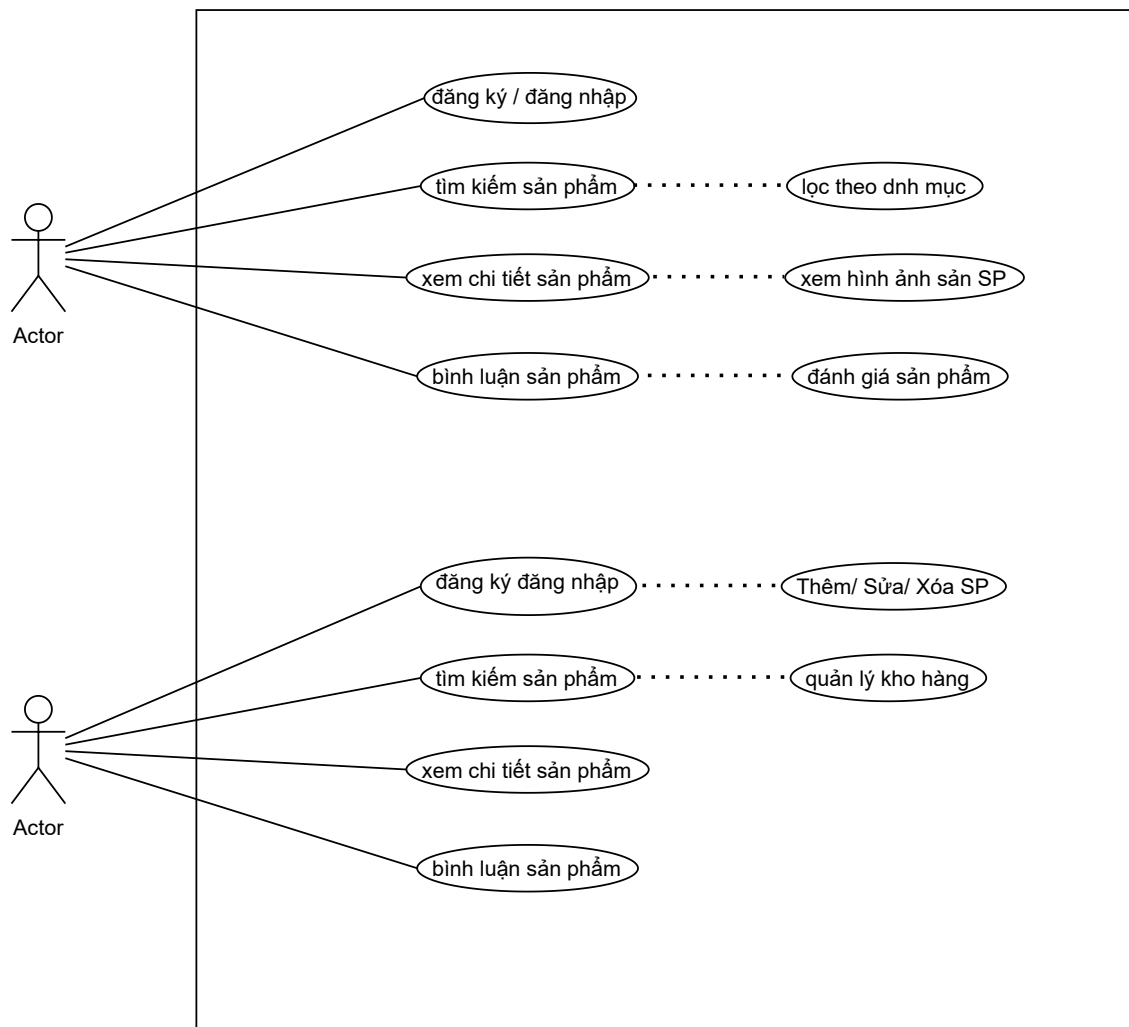 đăng ký / đăng nhập
tìm kiếm sản phẩm
lọc theo dnh mục
xem chi tiết sản phẩm
xem hình ảnh sản SP
Actor
bình luận sản phẩm
đánh giá sản phẩm
đăng ký đăng nhập
Thêm/ Sửa/ Xóa SP
tìm kiếm sản phẩm
quản lý kho hàng
xem chi tiết sản phẩm
Actor
bình luận sản phẩm